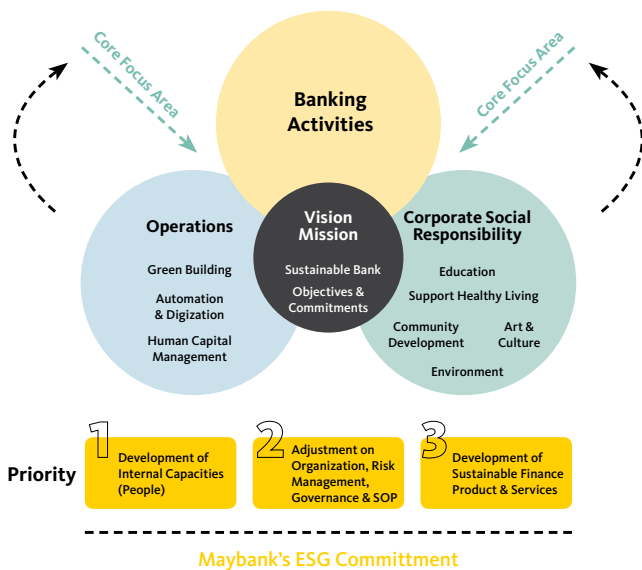 Core Focus Area
Core Focus Area
Banking
Activities
Operations
Green Building
Automation
& Digization
Human Capital
Management
Vision
Mission
Sustainable Bank
Objectives &
Commitments
Corporate Social
Responsibility
Education
Support Healthy Living
Community
Development
Art &
Culture
Environment
Priority
1
Development of
Internal Capacities
(People)
2
Adjustment on
Organization, Risk
Management,
Governance & SOP
3
Development of
Sustainable Finance
Product & Services
Maybank's ESG Committment